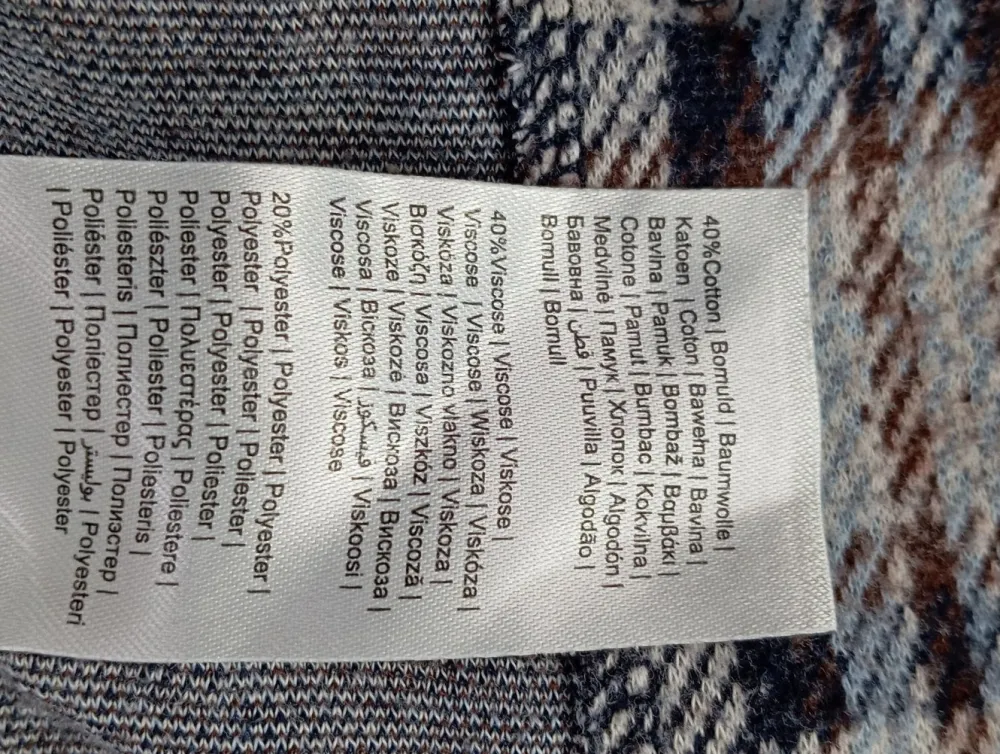 40%Cotton | Bomuld | Baumwolle |
Katoen | Coton | Bawełna | Bavlna |
Bavlna | Pamuk | Bombaž | Βαμβάκι |
Cotone | Pamut | Bumbac | Kokvilna |
Medvilnė | Памук | Хлопок | Algodón |
Бавовна | قطن | Puuvilla | Algodão |
Bomull | Bomull
40%Viscose | Viscose | Viskose |
Viscose | Viscose | Wiskoza | Viskóza |
Viskóza | Viskozno vlakno | Viskoza |
Βισκόζη | Viscosa | Viszkóz | Viscoză |
Viskoze | Viskozė | Вискоза | Вискоза |
Viscosa | Віскоза | فيسكوز | Viskoosi |
Viscose | Viskos | Viscose
20%Polyester | Polyester | Polyester |
Polyester | Polyester | Poliester |
Polyester | Polyester | Poliester |
Poliester | Πολυεστέρας | Poliestere |
Poliészter | Poliester | Poliesteris |
Poliesteris | Полиестер | Полиэстер |
Poliéster | Поліестер | بوليستر | Polyesteri
| Poliéster | Polyester | Polyester